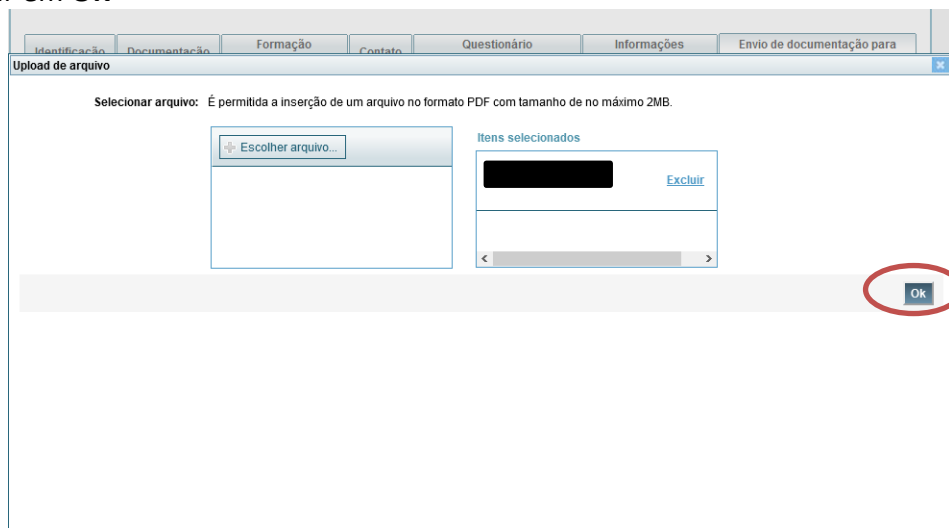 Identificação Documentação Formação Contato Questionário Informações Envio de documentação para
Upload de arquivo
Selecionar arquivo: É permitida a inserção de um arquivo no formato PDF com tamanho de no máximo 2MB.
Escolher arquivo...
Itens selecionados
Excluir
Ok